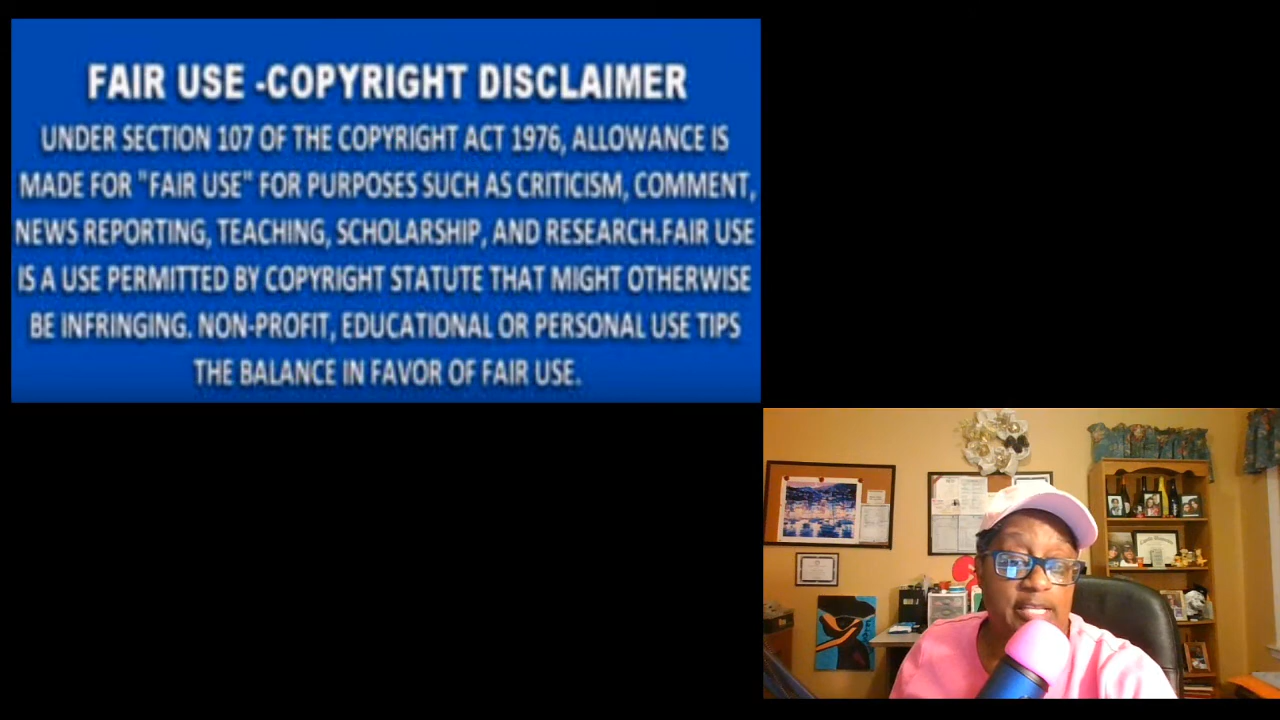 FAIR USE -COPYRIGHT DISCLAIMER
UNDER SECTION 107 OF THE COPYRIGHT ACT 1976, ALLOWANCE IS
MADE FOR "FAIR USE" FOR PURPOSES SUCH AS CRITICISM, COMMENT,
NEWS REPORTING, TEACHING, SCHOLARSHIP, AND RESEARCH.FAIR USE
IS A USE PERMITTED BY COPYRIGHT STATUTE THAT MIGHT OTHERWISE
BE INFRINGING. NON-PROFIT, EDUCATIONAL OR PERSONAL USE TIPS
THE BALANCE IN FAVOR OF FAIR USE.